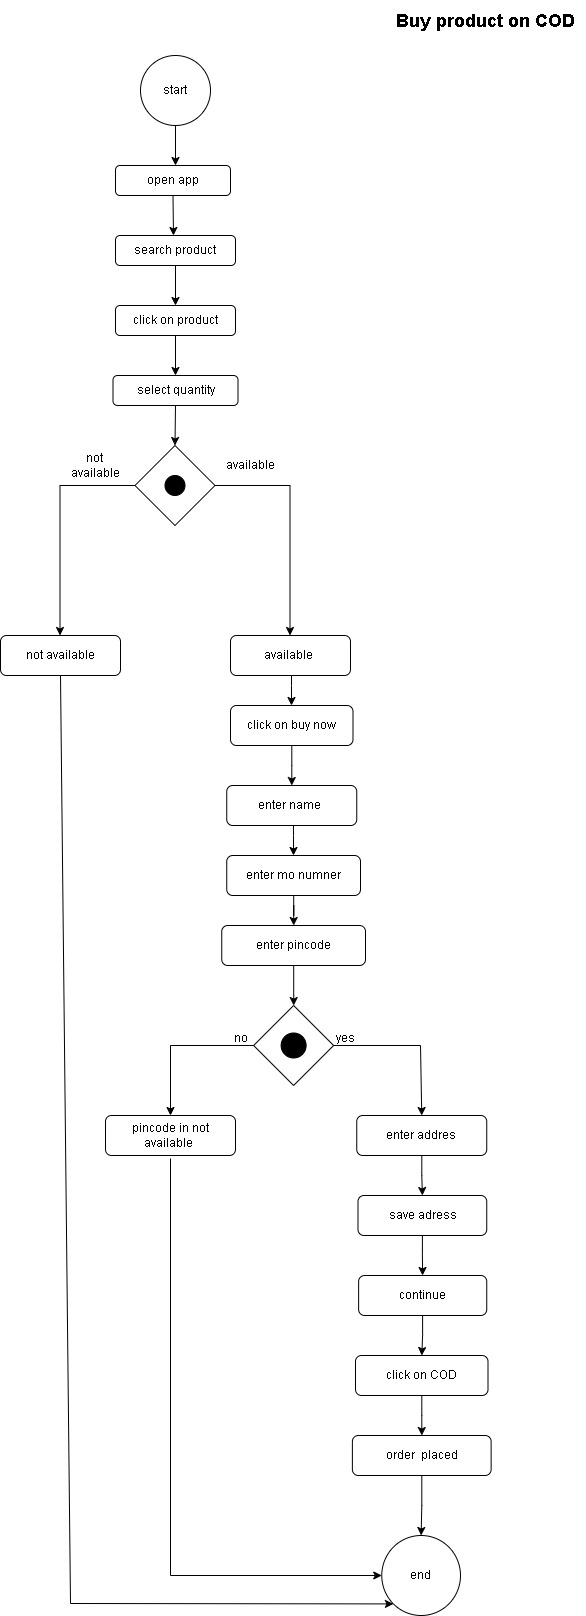 Buy product on COD
start
open app
search product
click on product
select quantity
not
available
available
not available
available
click on buy now
enter name
enter mo numner
enter pincode
no
yes
pincode in not
available
enter addres
save adress
continue
click on COD
order placed
end